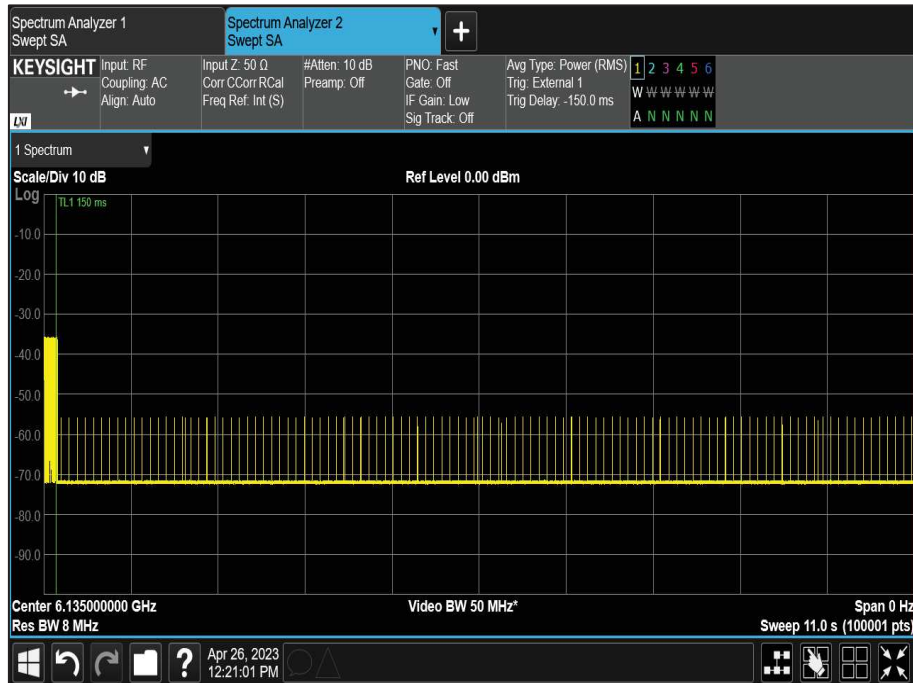 Spectrum Analyzer 1
Swept SA
Spectrum Analyzer 2
Swept SA
+
KEYSIGHT
LXI
Input: RF
Coupling: AC
Align: Auto
Input Z: 50 Ω
Corr CCorr RCal
Freq Ref: Int (S)
#Atten: 10 dB
Preamp: Off
PNO: Fast
Gate: Off
IF Gain: Low
Sig Track: Off
Avg Type: Power (RMS)
Trig: External 1
Trig Delay: -150.0 ms
1 2 3 4 5 6
W W W W W W
A N N N N N
1 Spectrum
Scale/Div 10 dB
Ref Level 0.00 dBm
Log
TL1 150 ms
-10.0
-20.0
-30.0
-40.0
-50.0
-60.0
-70.0
-80.0
-90.0
Center 6.135000000 GHz
Video BW 50 MHz*
Span 0 Hz
Res BW 8 MHz
Sweep 11.0 s (100001 pts)
?
Apr 26, 2023
12:21:01 PM